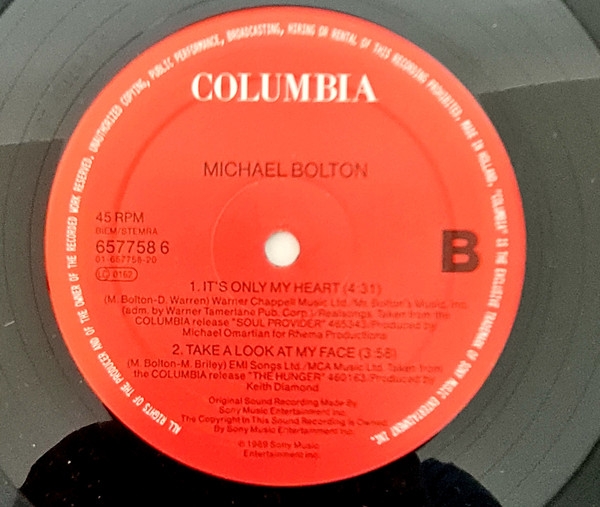 ALL RIGHTS OF THE PRODUCER AND OF THE OWNER OF THE RECORDED WORK RESERVED, UNAUTHORIZED COPYING, PUBLIC PERFORMANCE, BROADCASTING, HIRING OR RENTAL OF THIS RECORDING PROHIBITED, MADE IN HOLLAND, "COLUMBIA" IS THE EXCLUSIVE TRADEMARK OF SONY MUSIC ENTERTAINMENT, INC.
COLUMBIA
MICHAEL BOLTON
45 RPM
BIEM/STEMRA
657758 6
01-657758-20
LC 0162
B
1. IT'S ONLY MY HEART (4:31)
(M. Bolton-D. Warren) Warner Chappell Music Ltd./Mr. Bolton's Music, Inc.
(adm. by Warner Tamerlane Pub. Corp.)/Realsongs. Taken from the
COLUMBIA release "SOUL PROVIDER" 465343/Produced by
Michael Omartian for Rhema Productions
2. TAKE A LOOK AT MY FACE (3:58)
(M. Bolton-M. Briley) EMI Songs Ltd./MCA Music Ltd. Taken from
the COLUMBIA release "THE HUNGER" 460163/Produced by
Keith Diamond
Original Sound Recording Made By
Sony Music Entertainment Inc.
The Copyright In This Sound Recording is Owned
By Sony Music Entertainment Inc.
℗ 1989 Sony Music
Entertainment Inc.